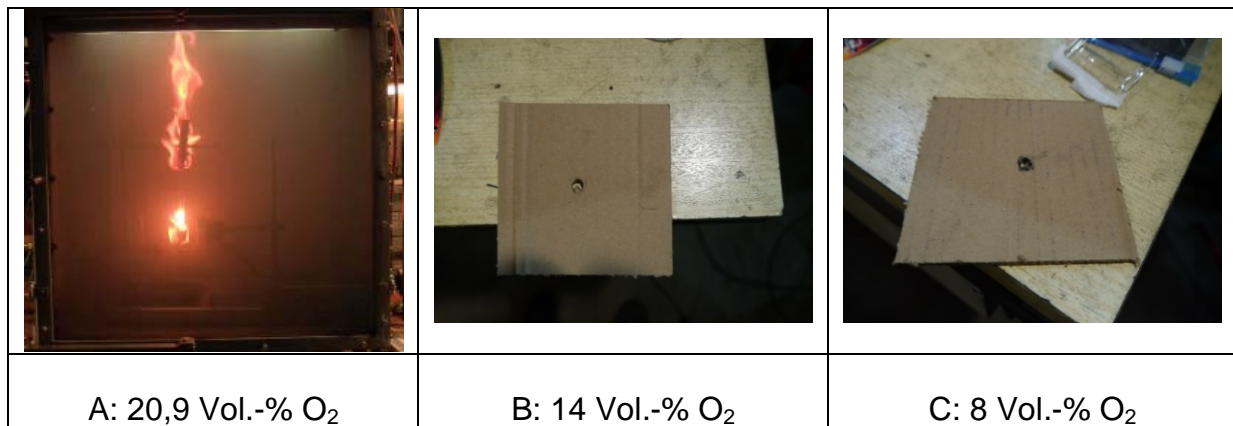 A: 20,9 Vol.-% O₂
B: 14 Vol.-% O₂
C: 8 Vol.-% O₂